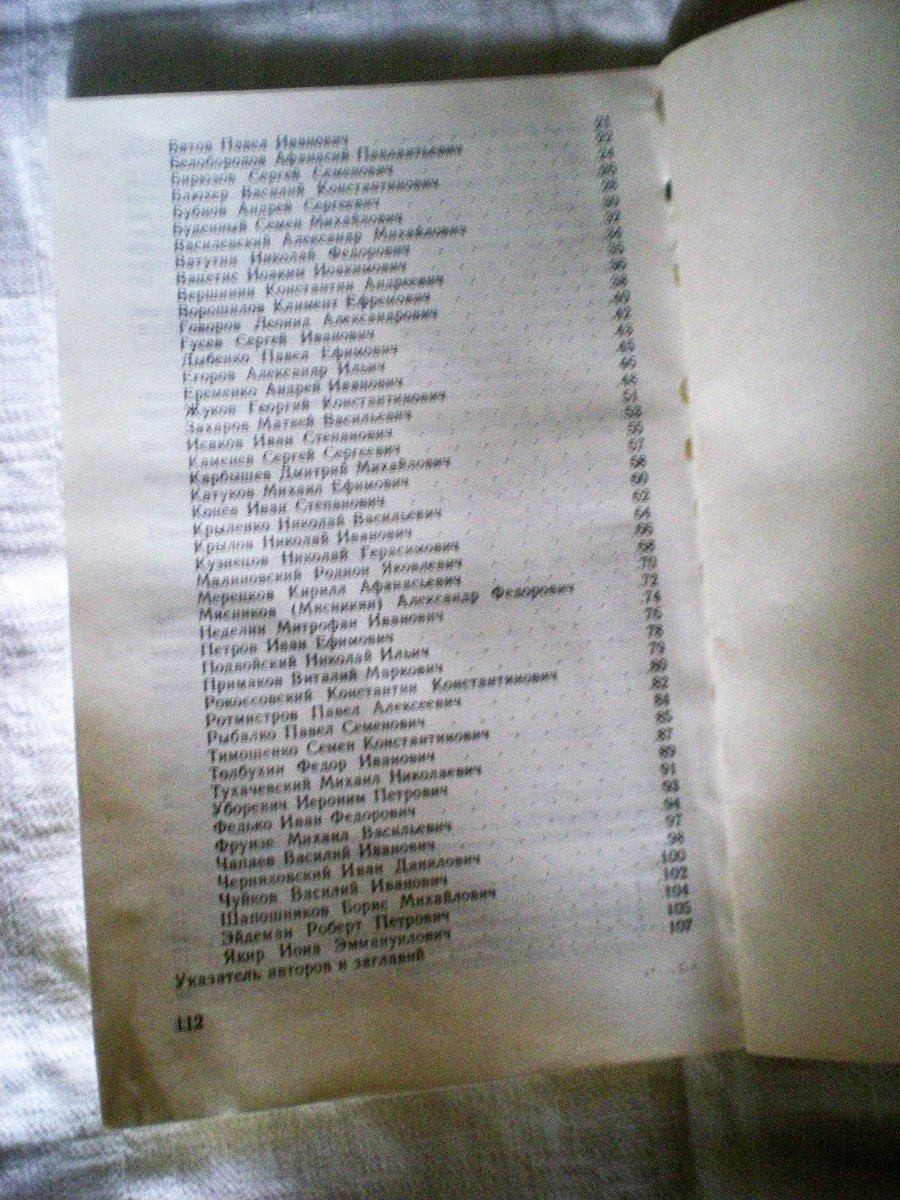 Батов Павел Иванович 21
Белобородов Афанасий Павлантьевич 22
Бирюзов Сергей Семенович 24
Блюхер Василий Константинович 26
Бубнов Андрей Сергеевич 28
Буденный Семен Михайлович 30
Василевский Александр Михайлович 32
Ватутин Николай Федорович 34
Вацетис Иоаким Иоакимович 35
Вершинин Константин Андреевич 36
Ворошилов Климент Ефремович 38
Говоров Леонид Александрович 40
Гусев Сергей Иванович 42
Дыбенко Павел Ефимович 43
Егоров Александр Ильич 45
Еременко Андрей Иванович 46
Жуков Георгий Константинович 48
Захаров Матвей Васильевич 51
Исаков Иван Степанович 53
Каменев Сергей Сергеевич 55
Карбышев Дмитрий Михайлович 57
Катуков Михаил Ефимович 58
Конев Иван Степанович 60
Крыленко Николай Васильевич 62
Крылов Николай Иванович 64
Кузнецов Николай Герасимович 66
Малиновский Родион Яковлевич 68
Мерецков Кирилл Афанасьевич 70
Мясников (Мясникян) Александр Федорович 72
Неделин Митрофан Иванович 74
Петров Иван Ефимович 76
Подвойский Николай Ильич 78
Примаков Виталий Маркович 79
Рокоссовский Константин Константинович 80
Ротмистров Павел Алексеевич 82
Рыбалко Павел Семенович 84
Тимошенко Семен Константинович 85
Толбухин Федор Иванович 87
Тухачевский Михаил Николаевич 89
Уборевич Иероним Петрович 91
Федько Иван Федорович 93
Фрунзе Михаил Васильевич 94
Чапаев Василий Иванович 97
Черняховский Иван Данилович 98
Чуйков Василий Иванович 100
Шапошников Борис Михайлович 102
Эйдеман Роберт Петрович 104
Якир Иона Эммануилович 105
Указатель авторов и заглавий 107
112